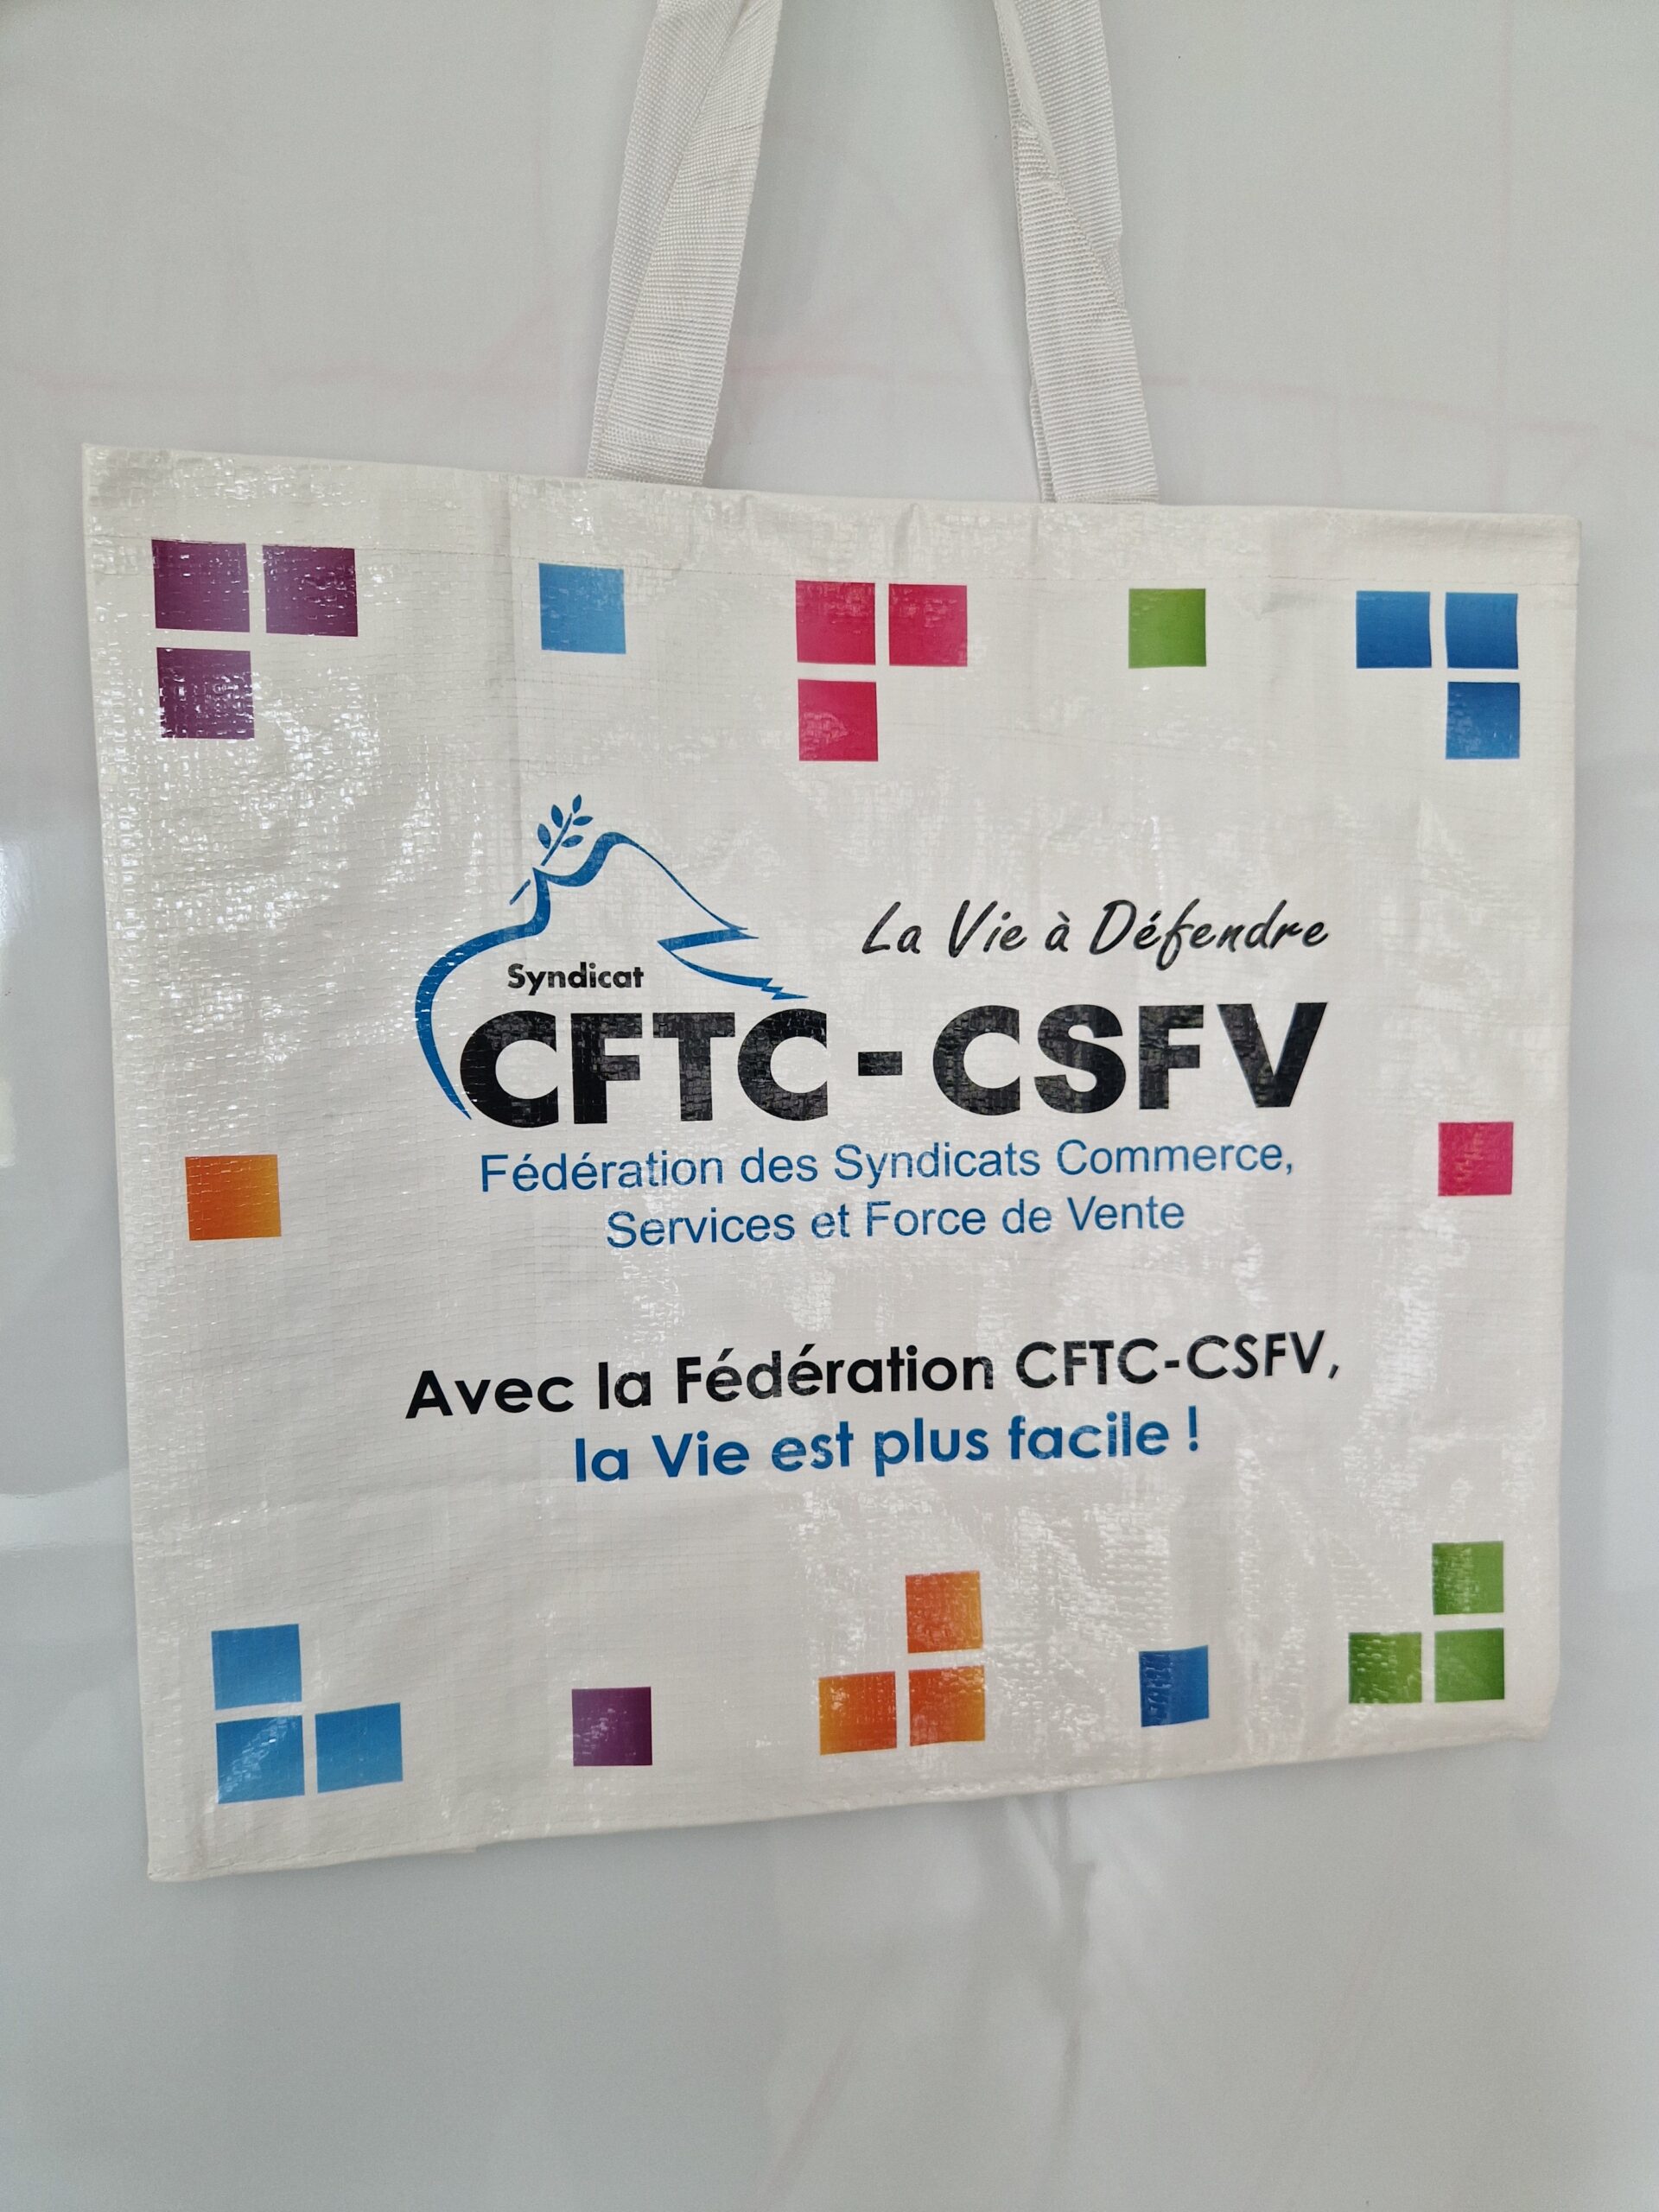 La Vie à Défendre
Syndicat
CFTC - CSFV
Fédération des Syndicats Commerce,
Services et Force de Vente
Avec la Fédération CFTC-CSFV,
la Vie est plus facile !